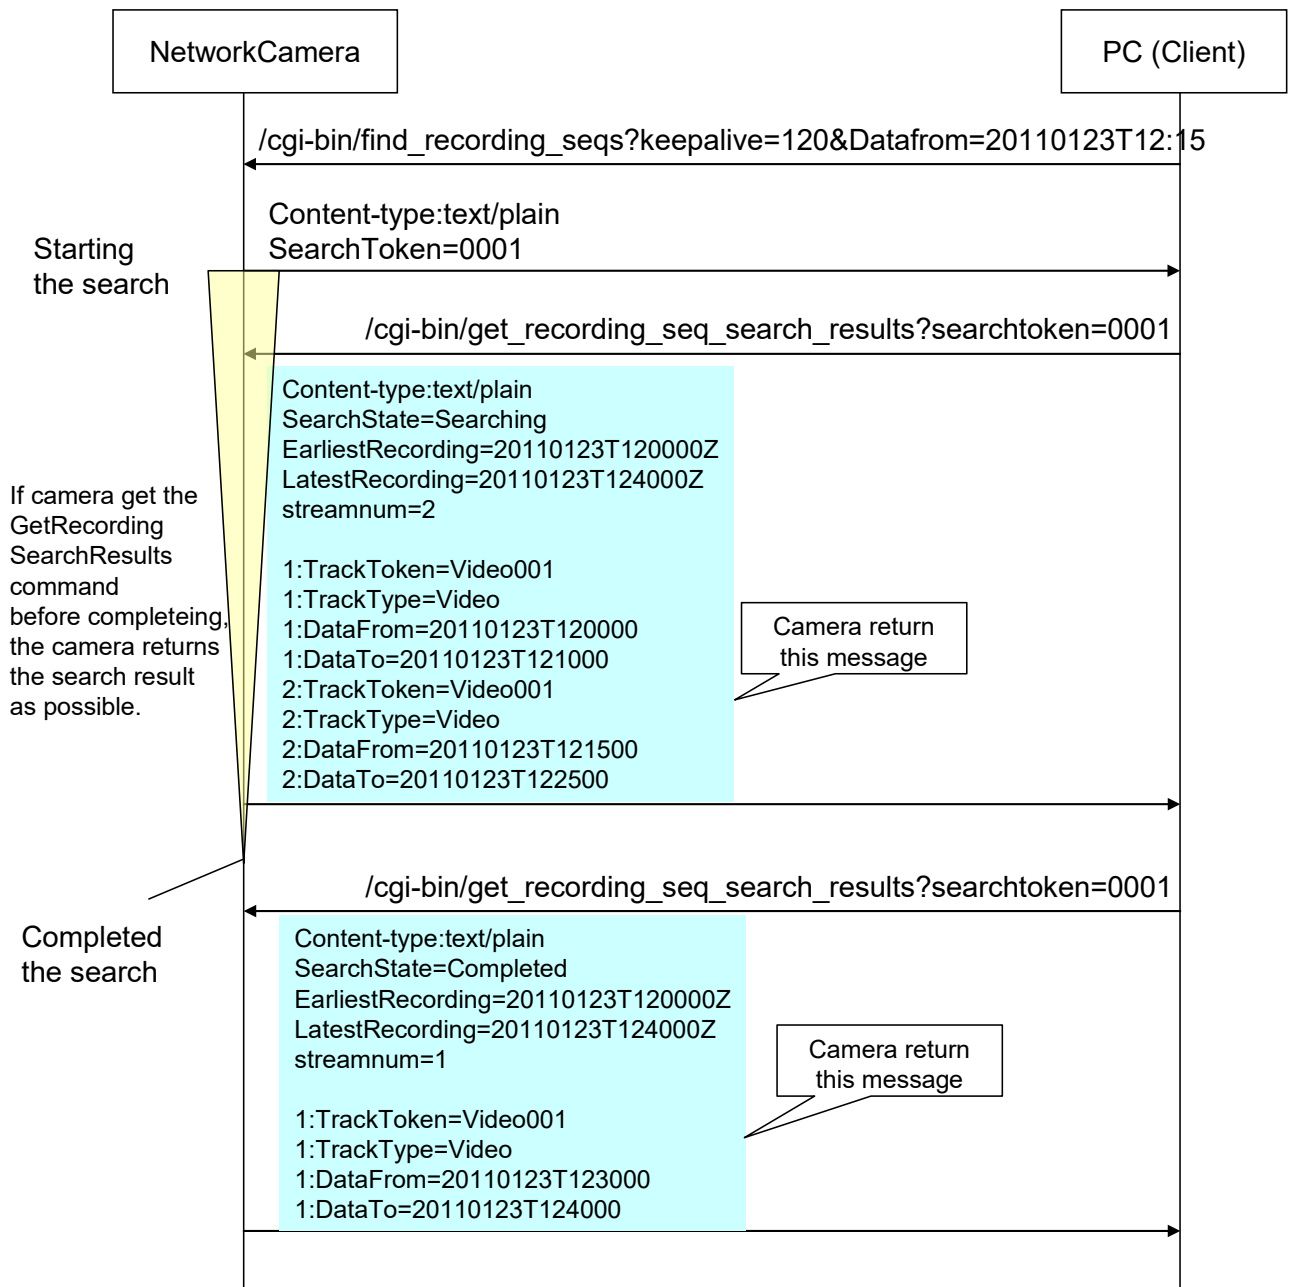 NetworkCamera
PC (Client)
/cgi-bin/find_recording_seqs?keepalive=120&Datafrom=20110123T12:15
Content-type:text/plain
SearchToken=0001
Starting
the search
/cgi-bin/get_recording_seq_search_results?searchtoken=0001
Content-type:text/plain
SearchState=Searching
EarliestRecording=20110123T120000Z
LatestRecording=20110123T124000Z
streamnum=2
1:TrackToken=Video001
1:TrackType=Video
1:DataFrom=20110123T120000
1:DataTo=20110123T121000
2:TrackToken=Video001
2:TrackType=Video
2:DataFrom=20110123T121500
2:DataTo=20110123T122500
If camera get the
GetRecording
SearchResults
command
before completeing,
the camera returns
the search result
as possible.
Camera return
this message
/cgi-bin/get_recording_seq_search_results?searchtoken=0001
Completed
the search
Content-type:text/plain
SearchState=Completed
EarliestRecording=20110123T120000Z
LatestRecording=20110123T124000Z
streamnum=1
1:TrackToken=Video001
1:TrackType=Video
1:DataFrom=20110123T123000
1:DataTo=20110123T124000
Camera return
this message